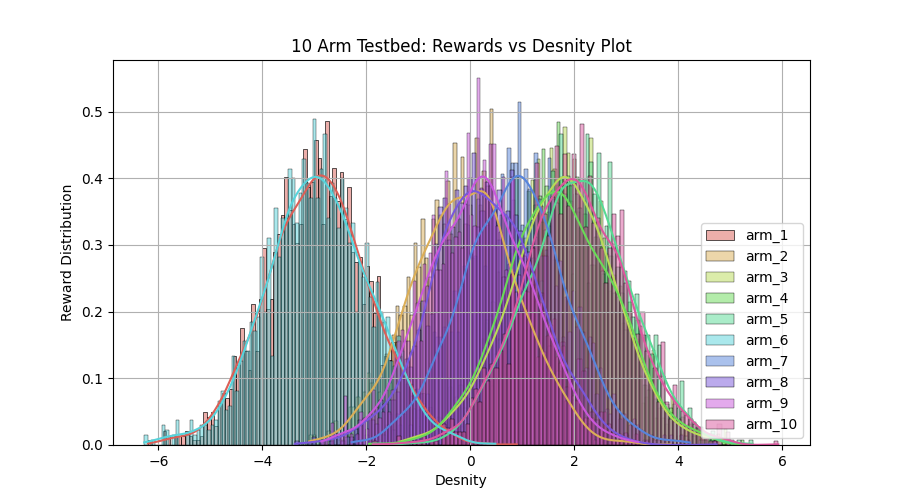 10 Arm Testbed: Rewards vs Desnity Plot
Reward Distribution
0.5
0.4
0.3
0.2
0.1
0.0
−6
−4
−2
0
2
4
6
Desnity
arm_1
arm_2
arm_3
arm_4
arm_5
arm_6
arm_7
arm_8
arm_9
arm_10